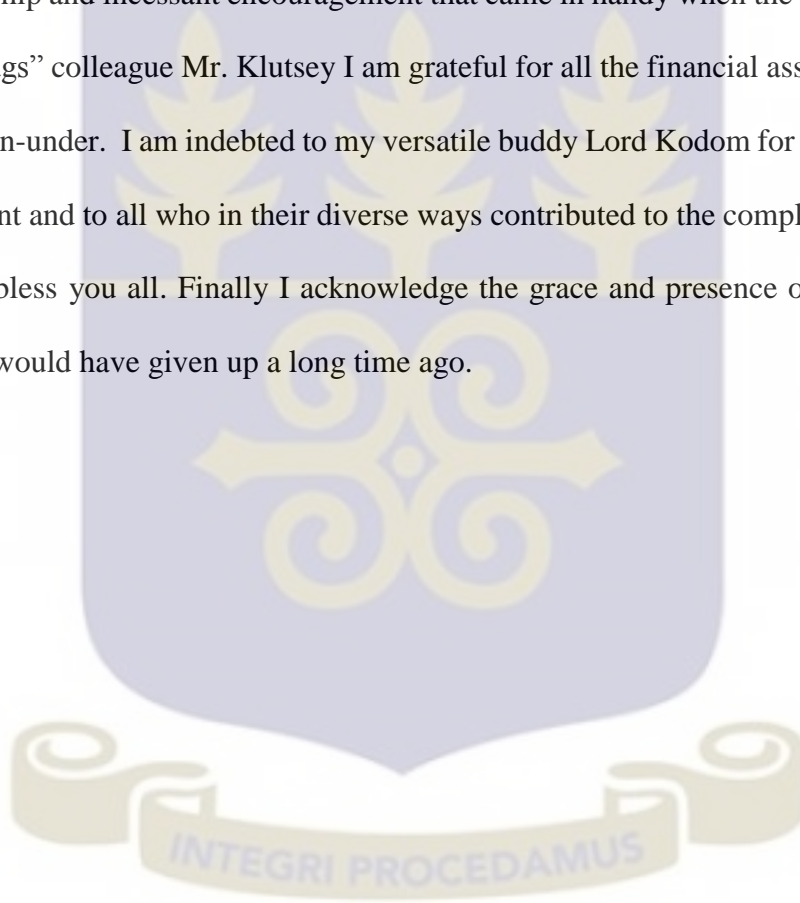 hip and incessant encouragement that came in handy when the
gs” colleague Mr. Klutsey I am grateful for all the financial ass
n-under.  I am indebted to my versatile buddy Lord Kodom for
nt and to all who in their diverse ways contributed to the compl
bless you all. Finally I acknowledge the grace and presence o
would have given up a long time ago.
INTEGRI PROCEDAMUS